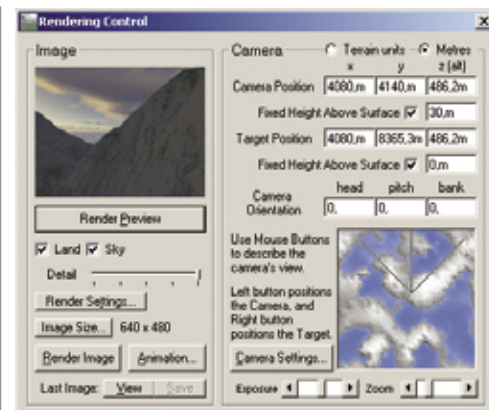 Rendering Control
Image
Render Preview
Land Sky
Detail
Render Settings...
Image Size... 640 x 480
Render Image Animation...
Last Image: View Save
Camera Terrain units Metres
x y z (alt)
Camera Position 4080,m 4140,m 486,2m
Fixed Height Above Surface 30,m
Target Position 4080,m 8365,3m 486,2m
Fixed Height Above Surface 0,m
head pitch bank
Camera Orientation 0, 0, 0,
Use Mouse Buttons
to describe the
camera's view.
Left button positions
the Camera, and
Right button
positions the Target.
Camera Settings...
Exposure Zoom